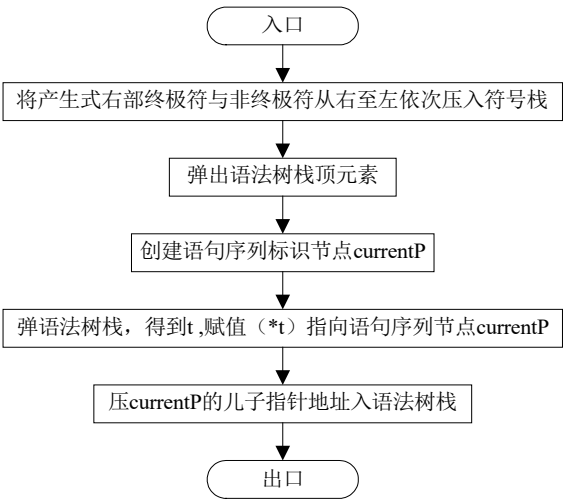 入口
将产生式右部终极符与非终极符从右至左依次压入符号栈
弹出语法树栈顶元素
创建语句序列标识节点currentP
弹语法树栈，得到t ,赋值（*t）指向语句序列节点currentP
压currentP的儿子指针地址入语法树栈
出口